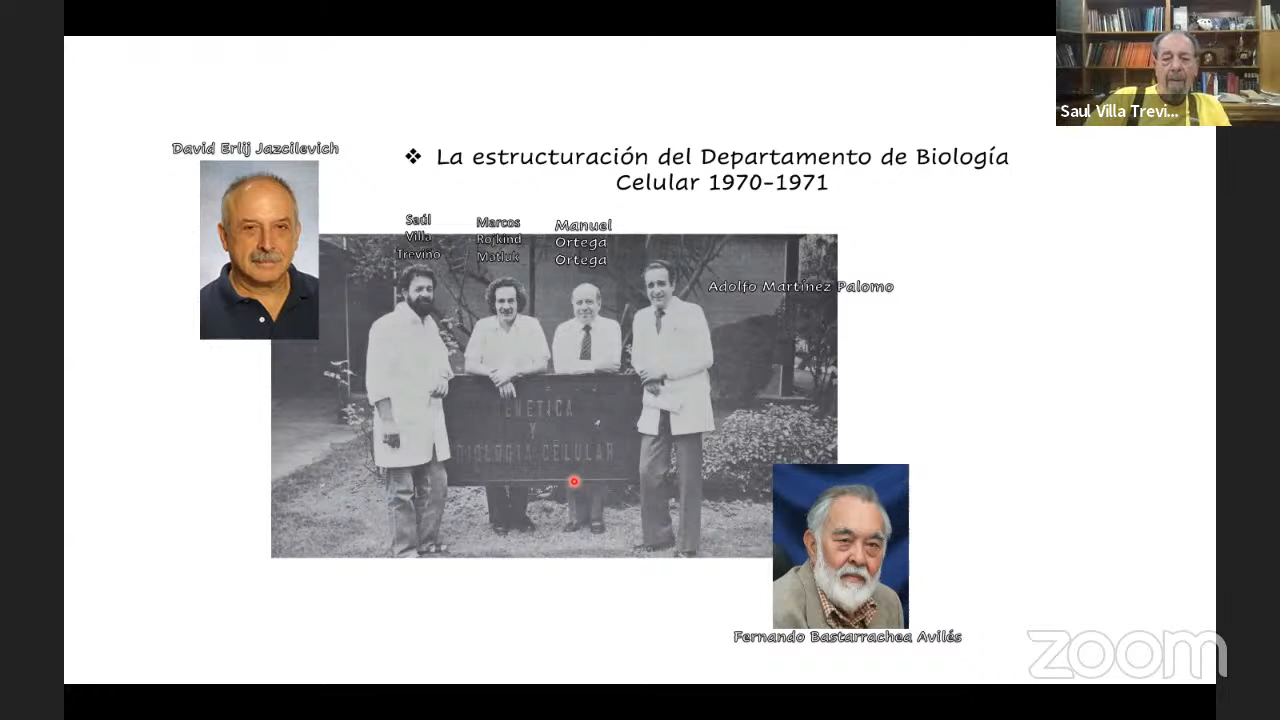 Saul Villa Trevi...
David Erlij Jazcilevich
❖ La estructuración del Departamento de Biología
Celular 1970-1971
Saúl
Villa
Treviño
Marcos
Rojkind
Matluk
Manuel
Ortega
Ortega
Adolfo Martínez Palomo
GENETICA
Y
BIOLOGIA CELULAR
Fernando Bastarrachea Avilés
zoom